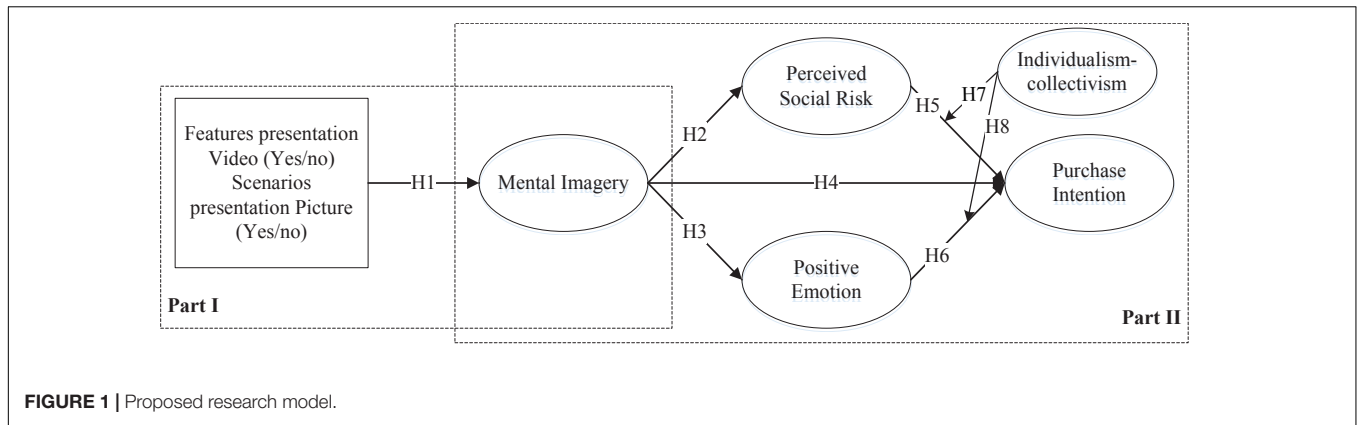 Features presentation
Video (Yes/no)
Scenarios
presentation Picture
(Yes/no)
Part I
H1
Mental Imagery
H2
H3
H4
Perceived
Social Risk
Positive
Emotion
H5
H6
H7
H8
Individualism-
collectivism
Purchase
Intention
Part II
FIGURE 1 | Proposed research model.